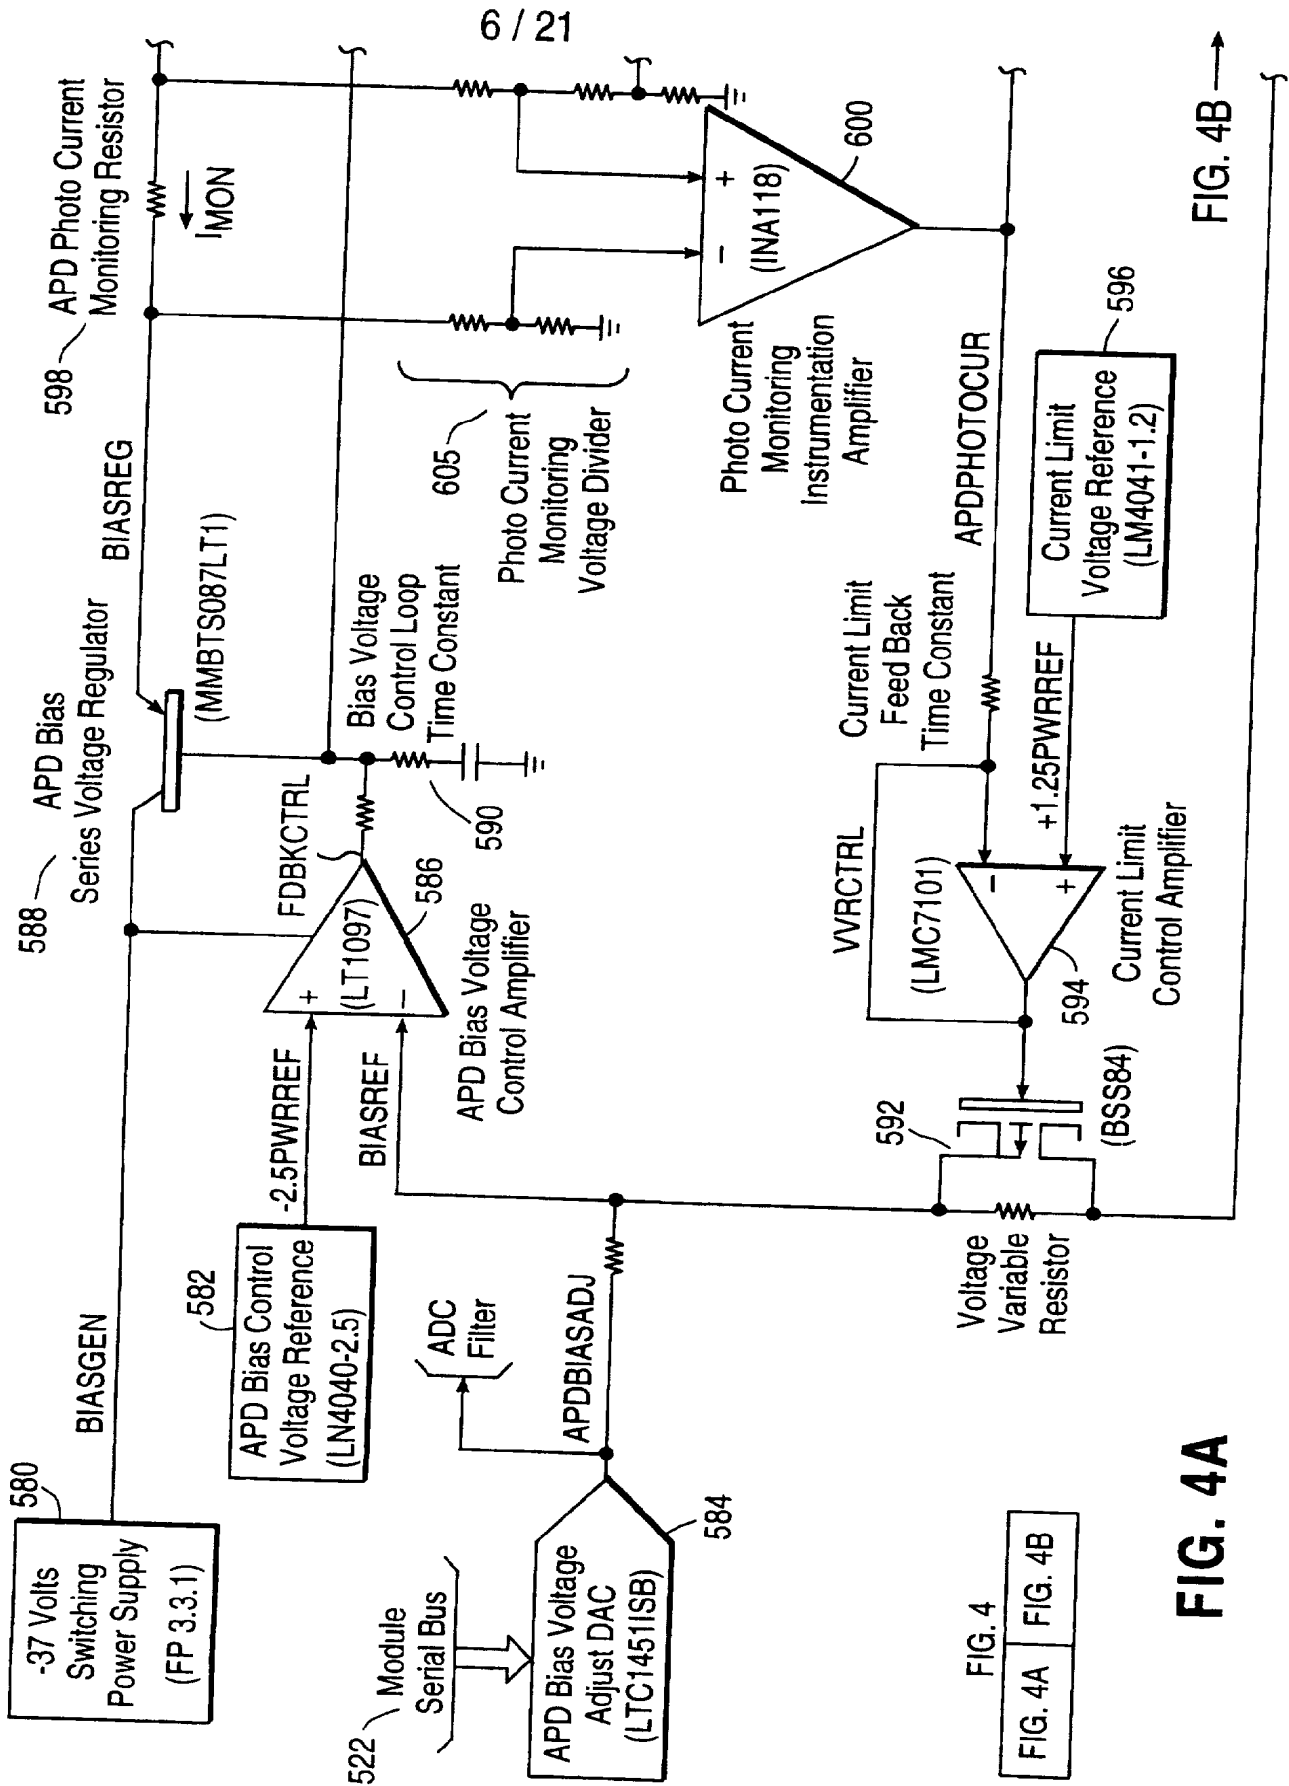 6 / 21
580
-37 Volts
Switching
Power Supply
(FP 3.3.1)
BIASGEN
588
APD Bias
Series Voltage Regulator
(MMBTS087LT1)
BIASREG
598
APD Photo Current
Monitoring Resistor
IMON
582
APD Bias Control
Voltage Reference
(LN4040-2.5)
-2.5PWRREF
BIASREF
+
−
(LT1097)
586
APD Bias Voltage
Control Amplifier
FDBKCTRL
590
Bias Voltage
Control Loop
Time Constant
605
Photo Current
Monitoring
Voltage Divider
−
+
(INA118)
600
Photo Current
Monitoring
Instrumentation
Amplifier
522
Module
Serial Bus
APD Bias Voltage
Adjust DAC
(LTC1451ISB)
584
ADC
Filter
APDBIASADJ
Voltage
Variable
Resistor
592
(BSS84)
VVRCTRL
(LMC7101)
−
+
594
Current Limit
Control Amplifier
Current Limit
Feed Back
Time Constant
APDPHOTOCUR
+1.25PWRREF
Current Limit
Voltage Reference
(LM4041-1.2)
596
FIG. 4
FIG. 4A
FIG. 4B
FIG. 4A
FIG. 4B